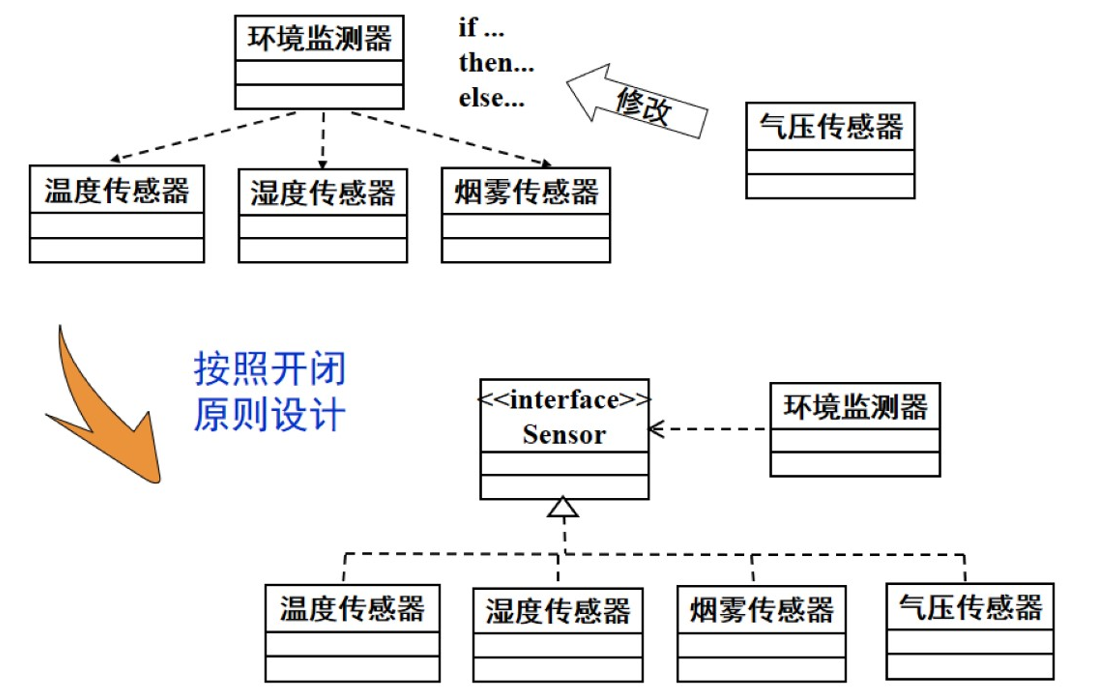 环境监测器
if ...
then...
else...
修改
气压传感器
温度传感器
湿度传感器
烟雾传感器
按照开闭
原则设计
<<interface>>
Sensor
环境监测器
温度传感器
湿度传感器
烟雾传感器
气压传感器